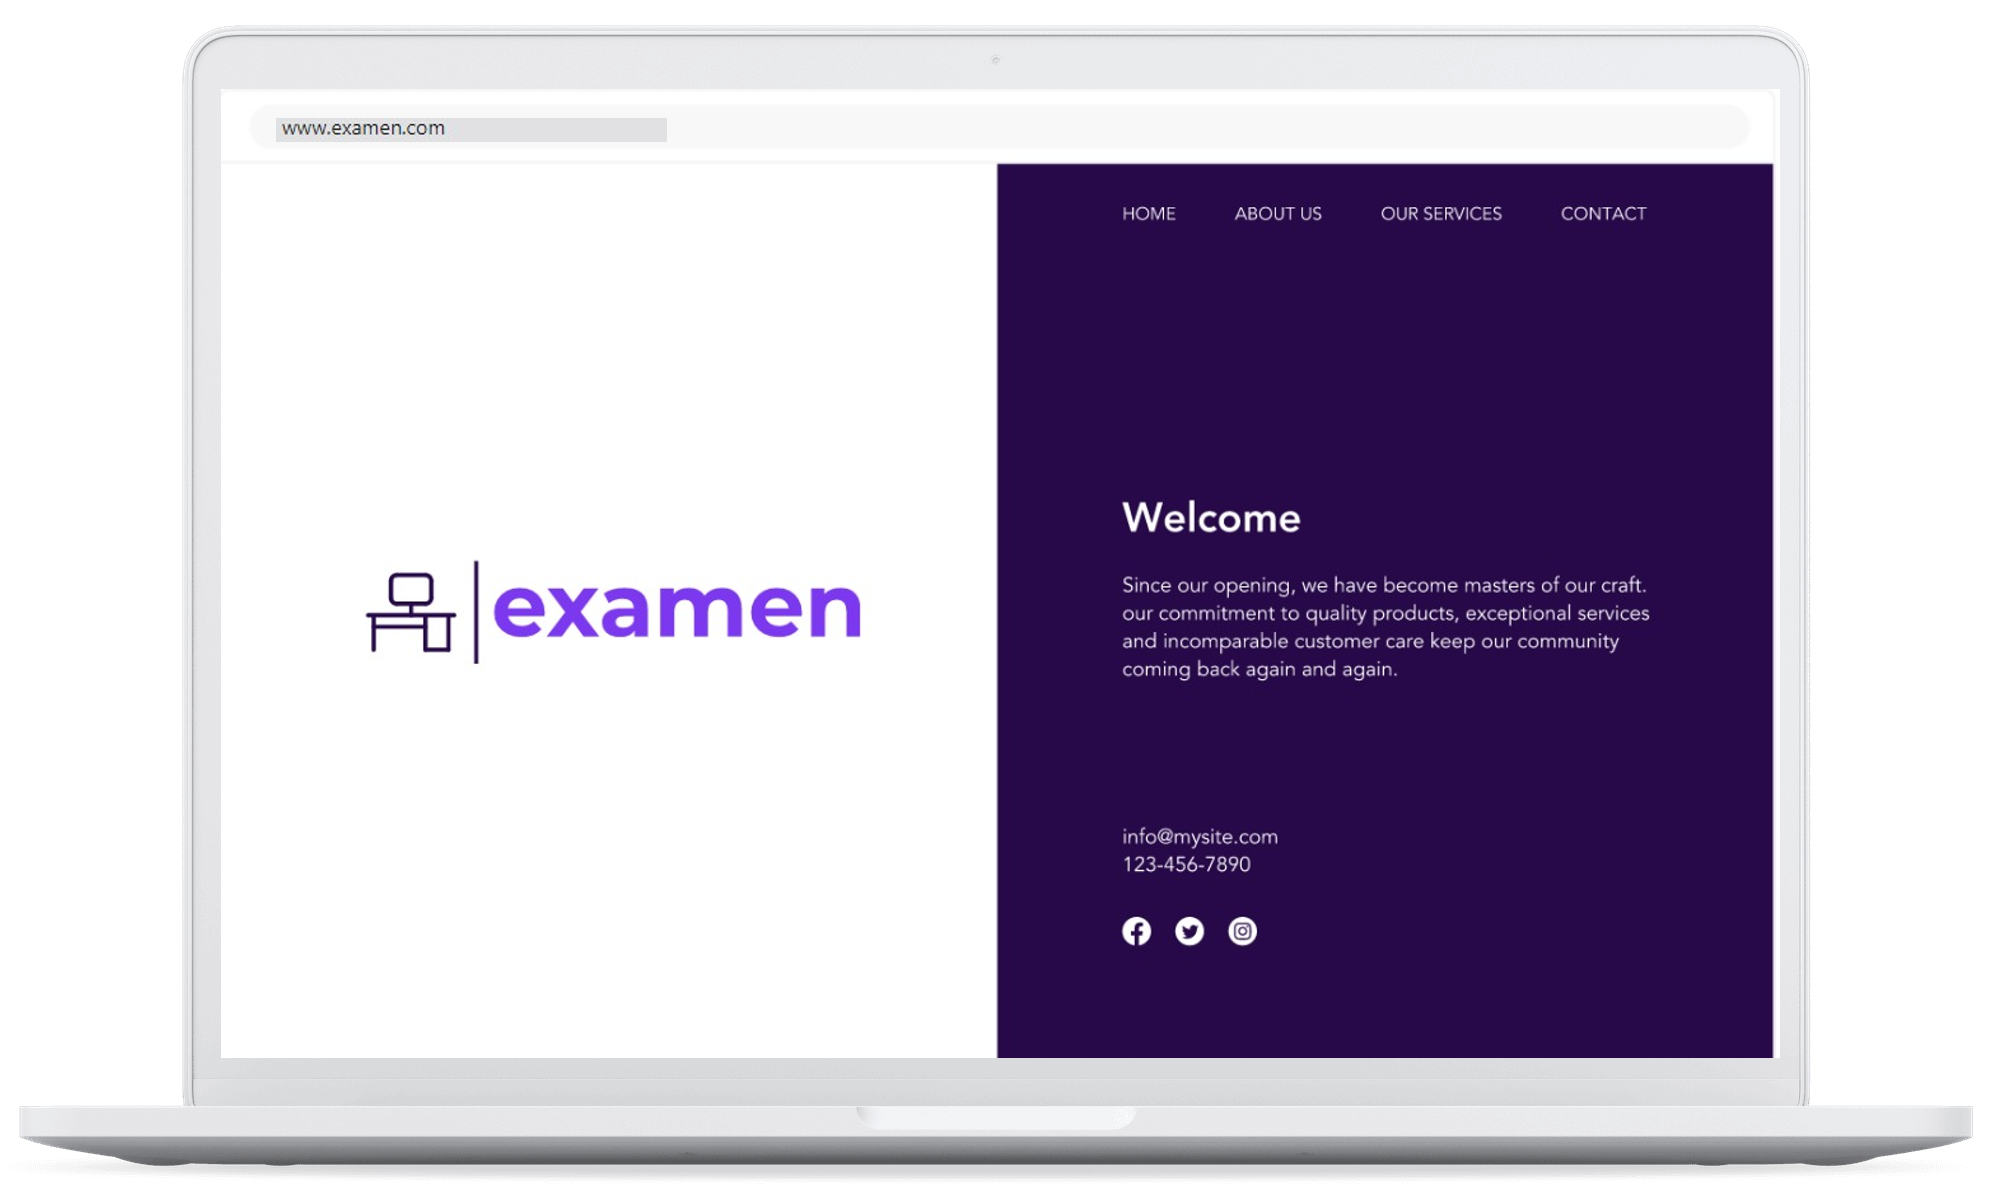 www.examen.com
HOME ABOUT US OUR SERVICES CONTACT
examen
Welcome
Since our opening, we have become masters of our craft.
our commitment to quality products, exceptional services
and incomparable customer care keep our community
coming back again and again.
info@mysite.com
123-456-7890